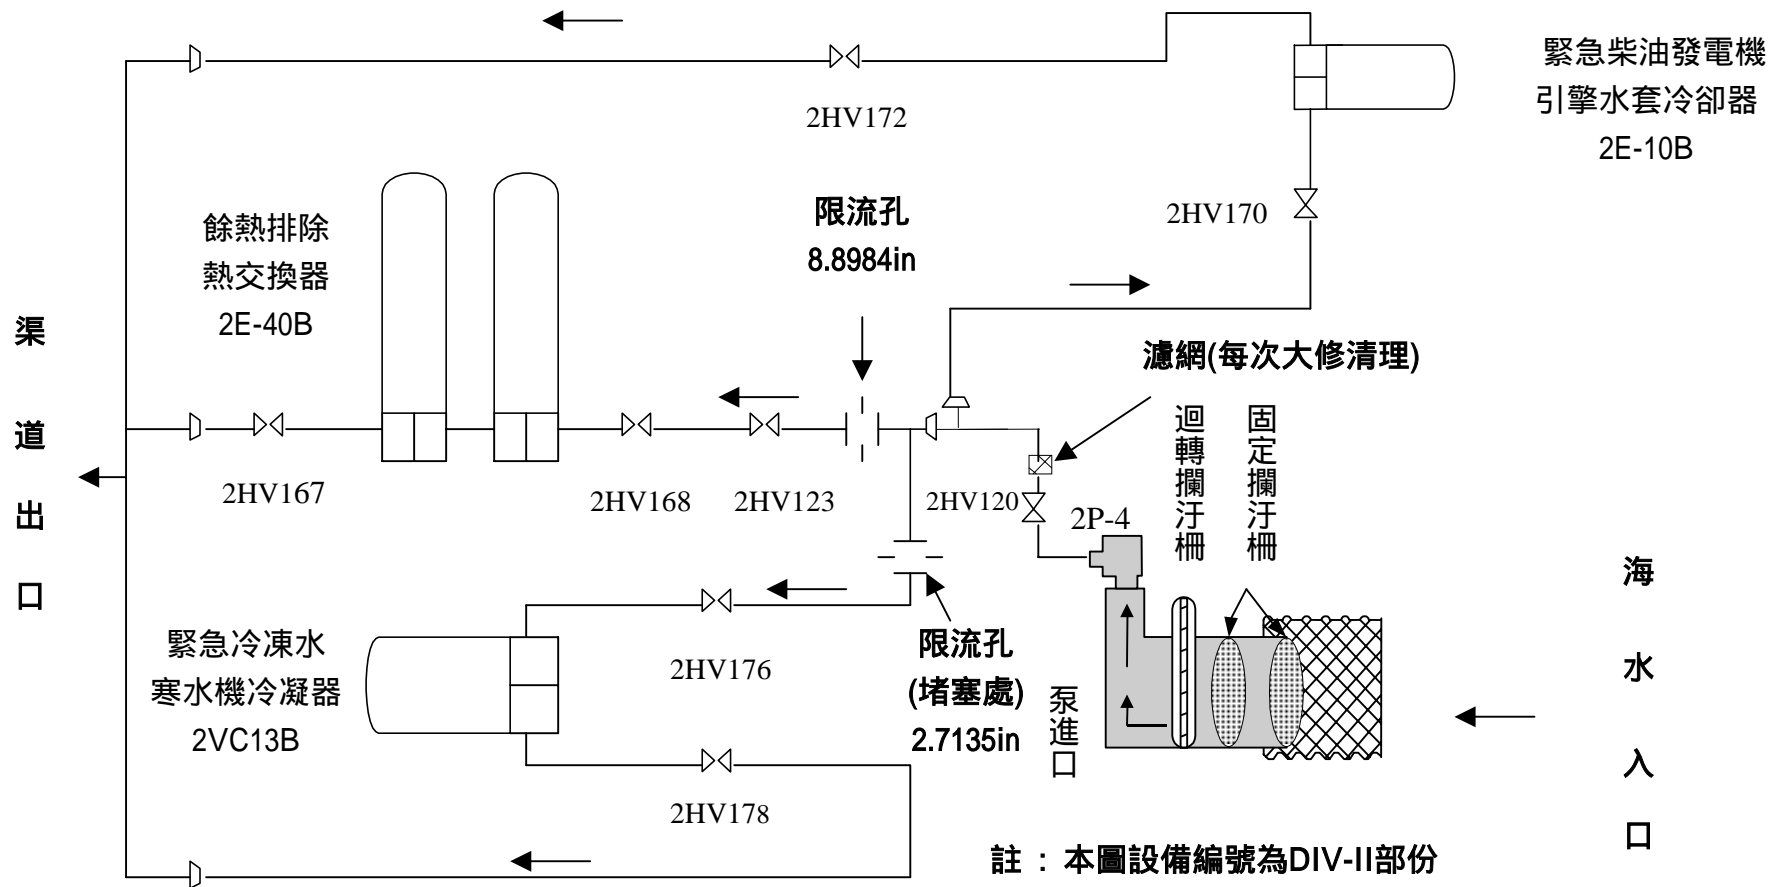 緊急柴油發電機
引擎水套冷卻器
2E-10B
2HV172
限流孔
8.8984in
2HV170
餘熱排除
熱交換器
2E-40B
濾網(每次大修清理)
渠道出口
迴轉攔汙柵
固定攔汙柵
2HV167
2HV168
2HV123
2HV120
2P-4
海水入口
緊急冷凍水
寒水機冷凝器
2VC13B
2HV176
限流孔
(堵塞處)
2.7135in
泵進口
2HV178
註：本圖設備編號為DIV-II部份